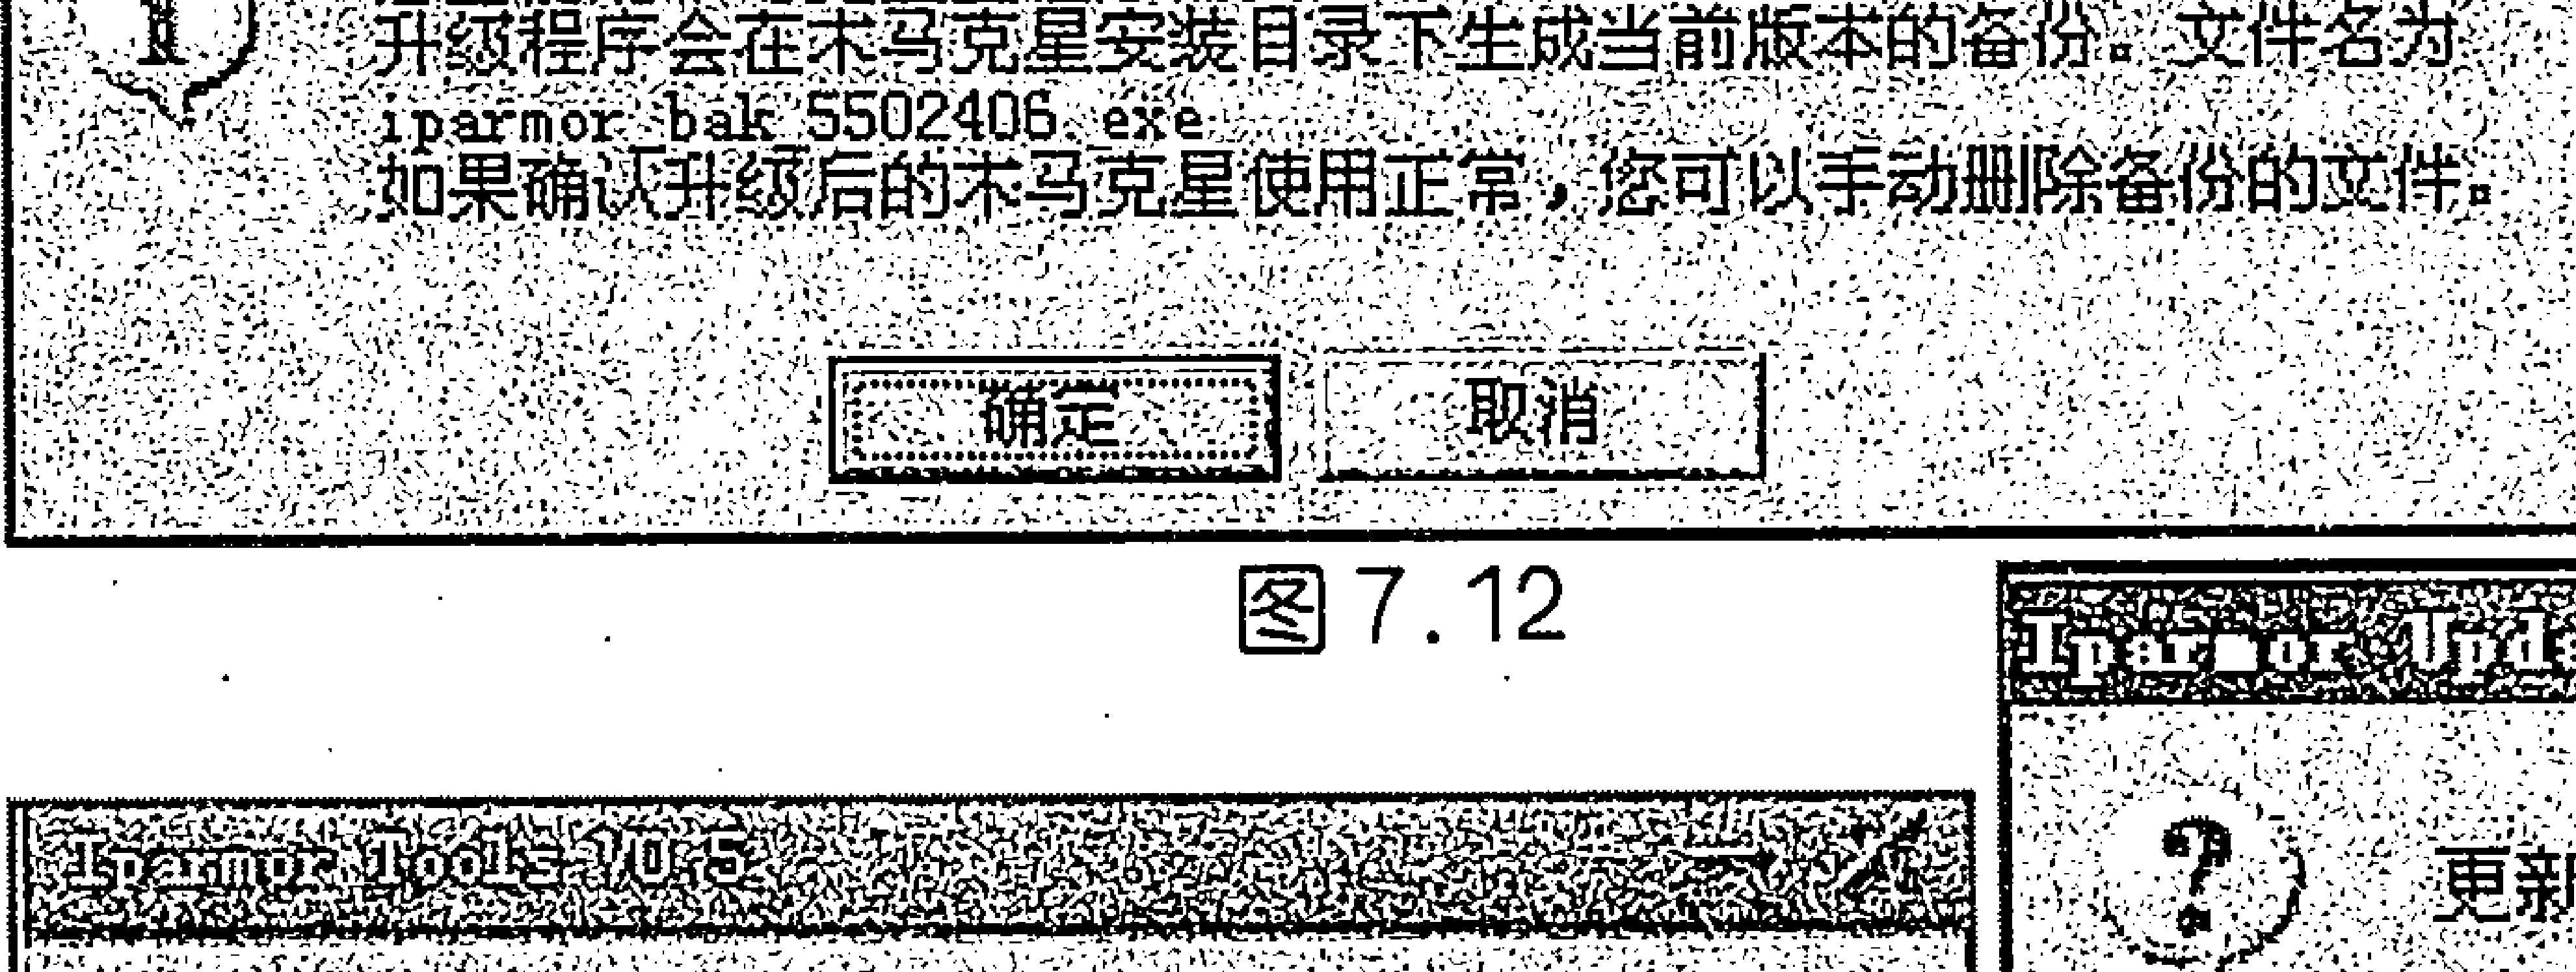 升级程序会在木马克星安装目录下生成当前版本的备份。文件名为
iparmor_bak_5502406.exe
如果确认升级后的木马克星使用正常，您可以手动删除备份的文件。
确定 取消
图 7.12
Iparmor Upda
Iparmor Tools V0.5
更新